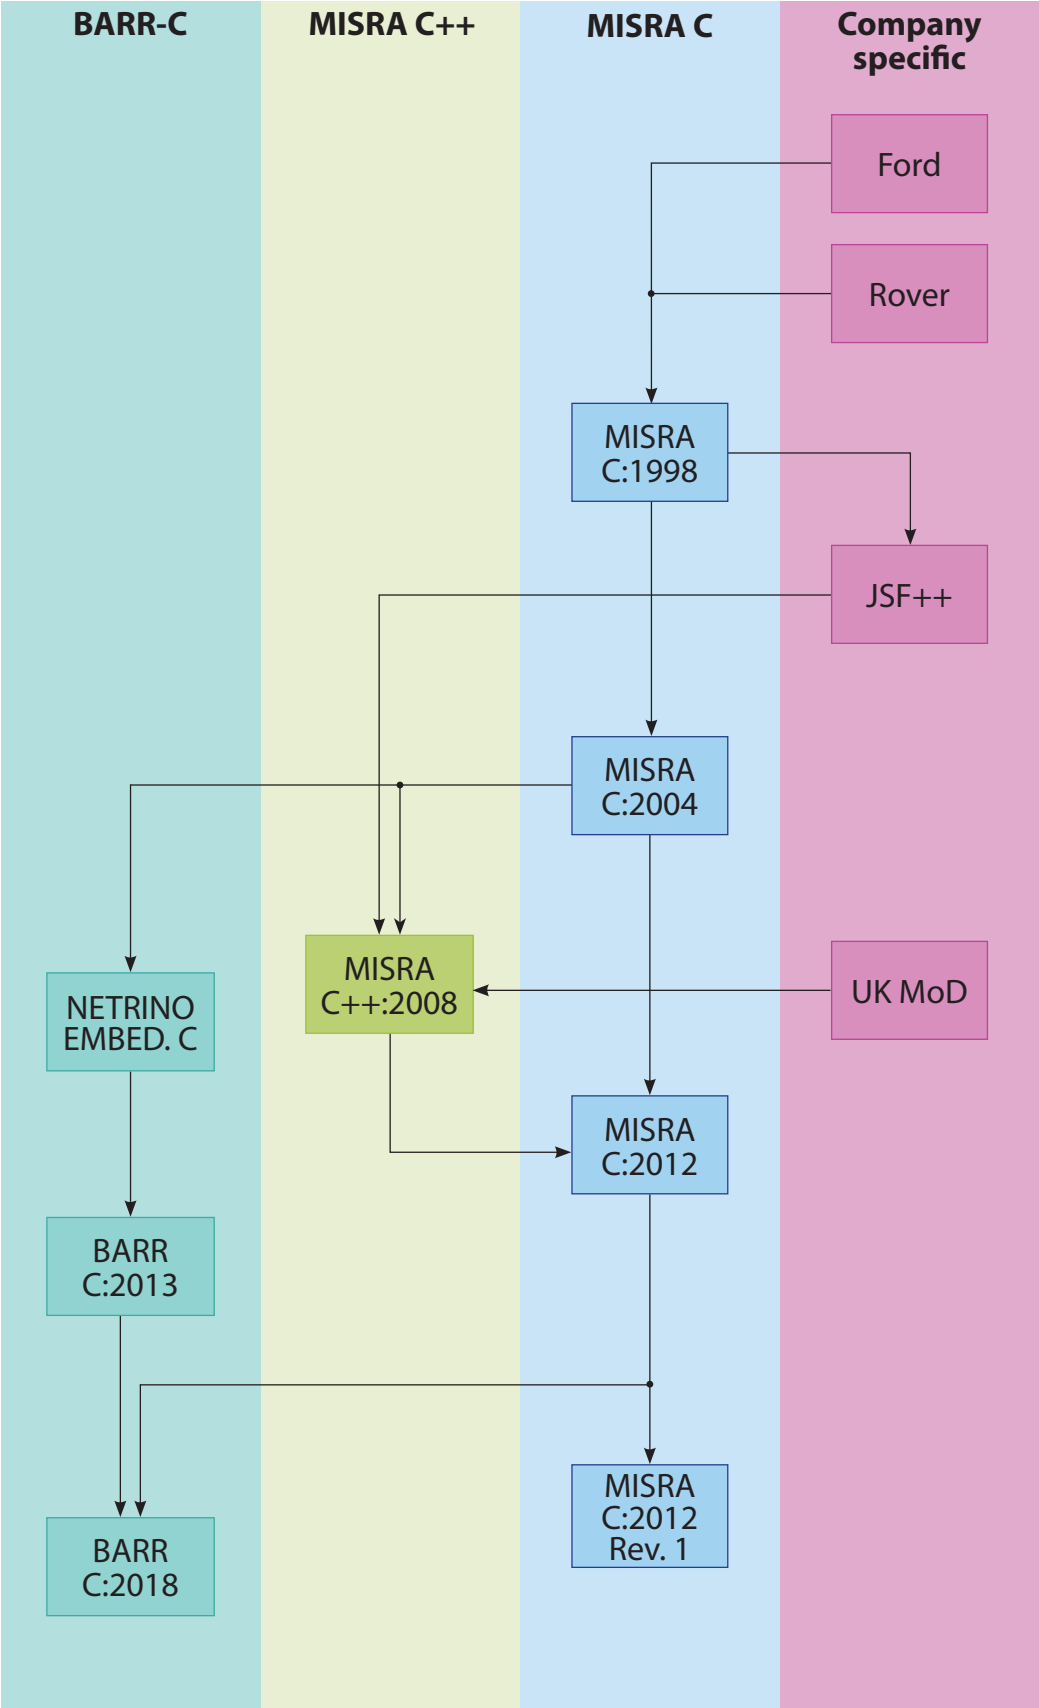 BARR-C
MISRA C++
MISRA C
Company
specific
Ford
Rover
MISRA
C:1998
JSF++
MISRA
C:2004
MISRA
C++:2008
UK MoD
NETRINO
EMBED. C
MISRA
C:2012
BARR
C:2013
MISRA
C:2012
Rev. 1
BARR
C:2018